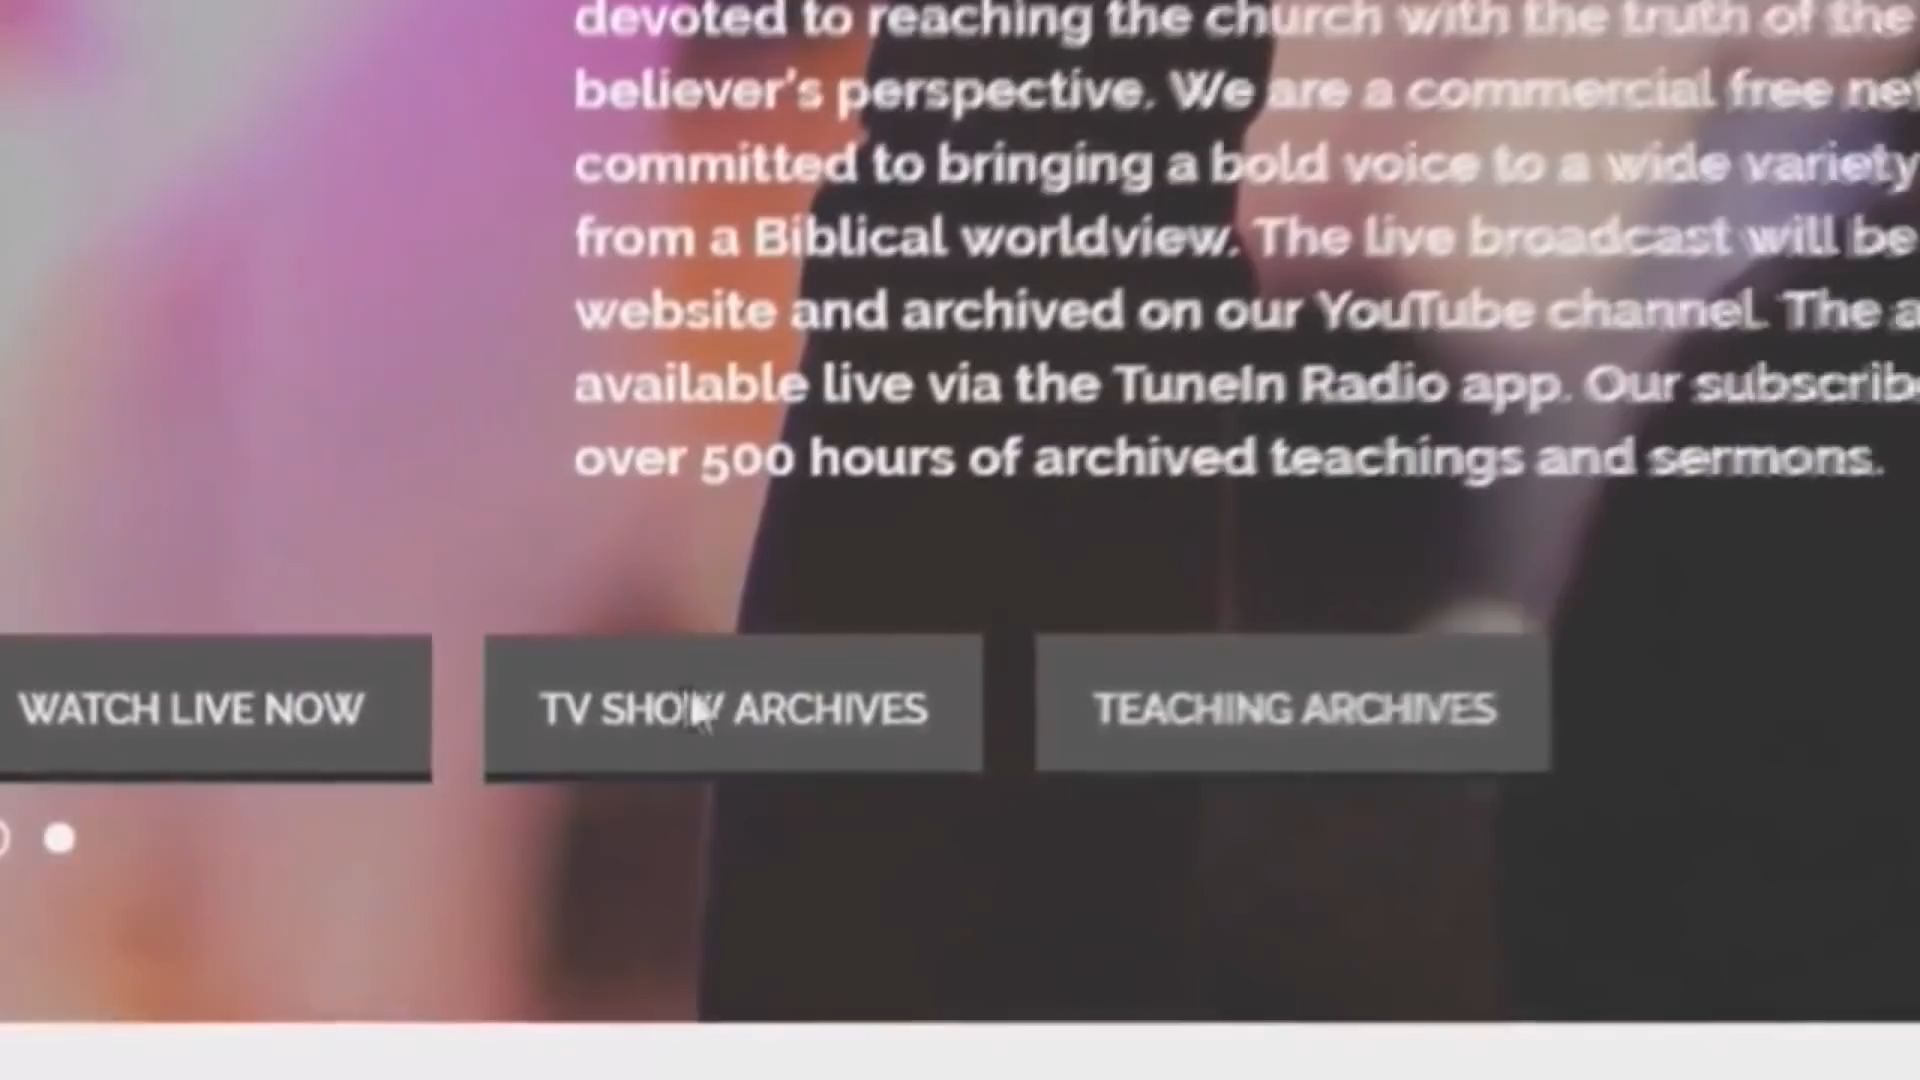 devoted to reaching the church with the truth of the
believer's perspective. We are a commercial free
committed to bringing a bold voice to a wide variety
from a Biblical worldview. The live broadcast will be
website and archived on our YouTube channel. The
available live via the TuneIn Radio app. Our
over 500 hours of archived teachings and sermons.
WATCH LIVE NOW
TV SHOW ARCHIVES
TEACHING ARCHIVES